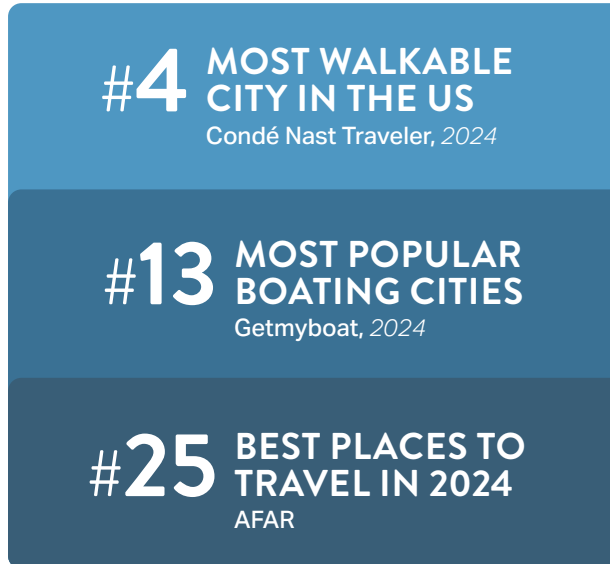 #4 MOST WALKABLE
CITY IN THE US
Condé Nast Traveler, 2024
#13 MOST POPULAR
BOATING CITIES
Getmyboat, 2024
#25 BEST PLACES TO
TRAVEL IN 2024
AFAR